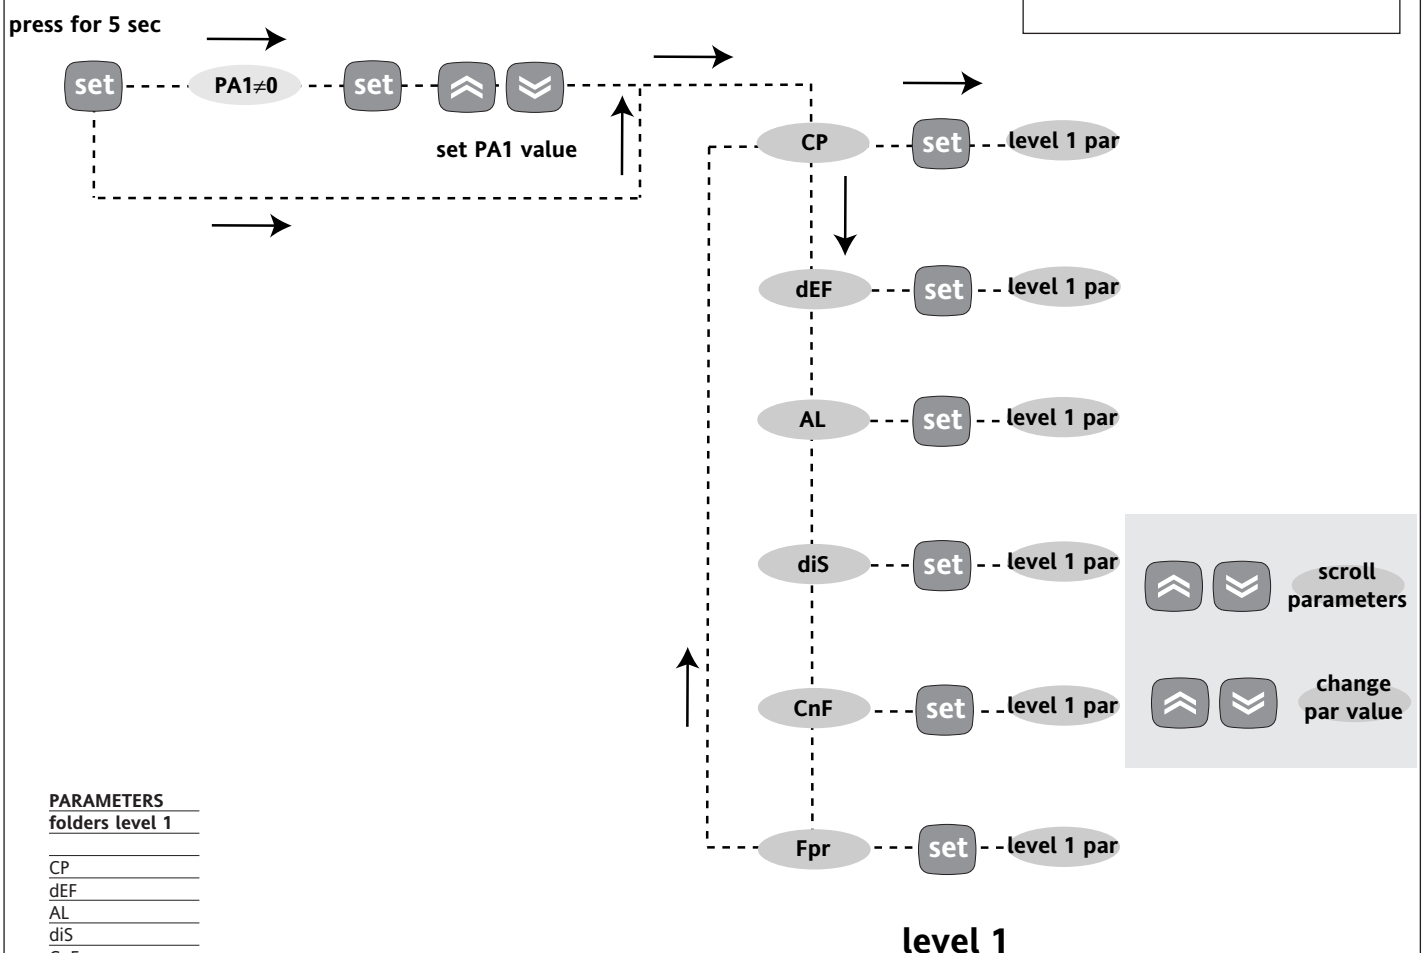 press for 5 sec
set
PA1≠0
set
set PA1 value
CP
set
level 1 par
dEF
set
level 1 par
AL
set
level 1 par
diS
set
level 1 par
scroll
parameters
CnF
set
level 1 par
change
par value
Fpr
set
level 1 par
PARAMETERS
folders level 1
CP
dEF
AL
diS
level 1